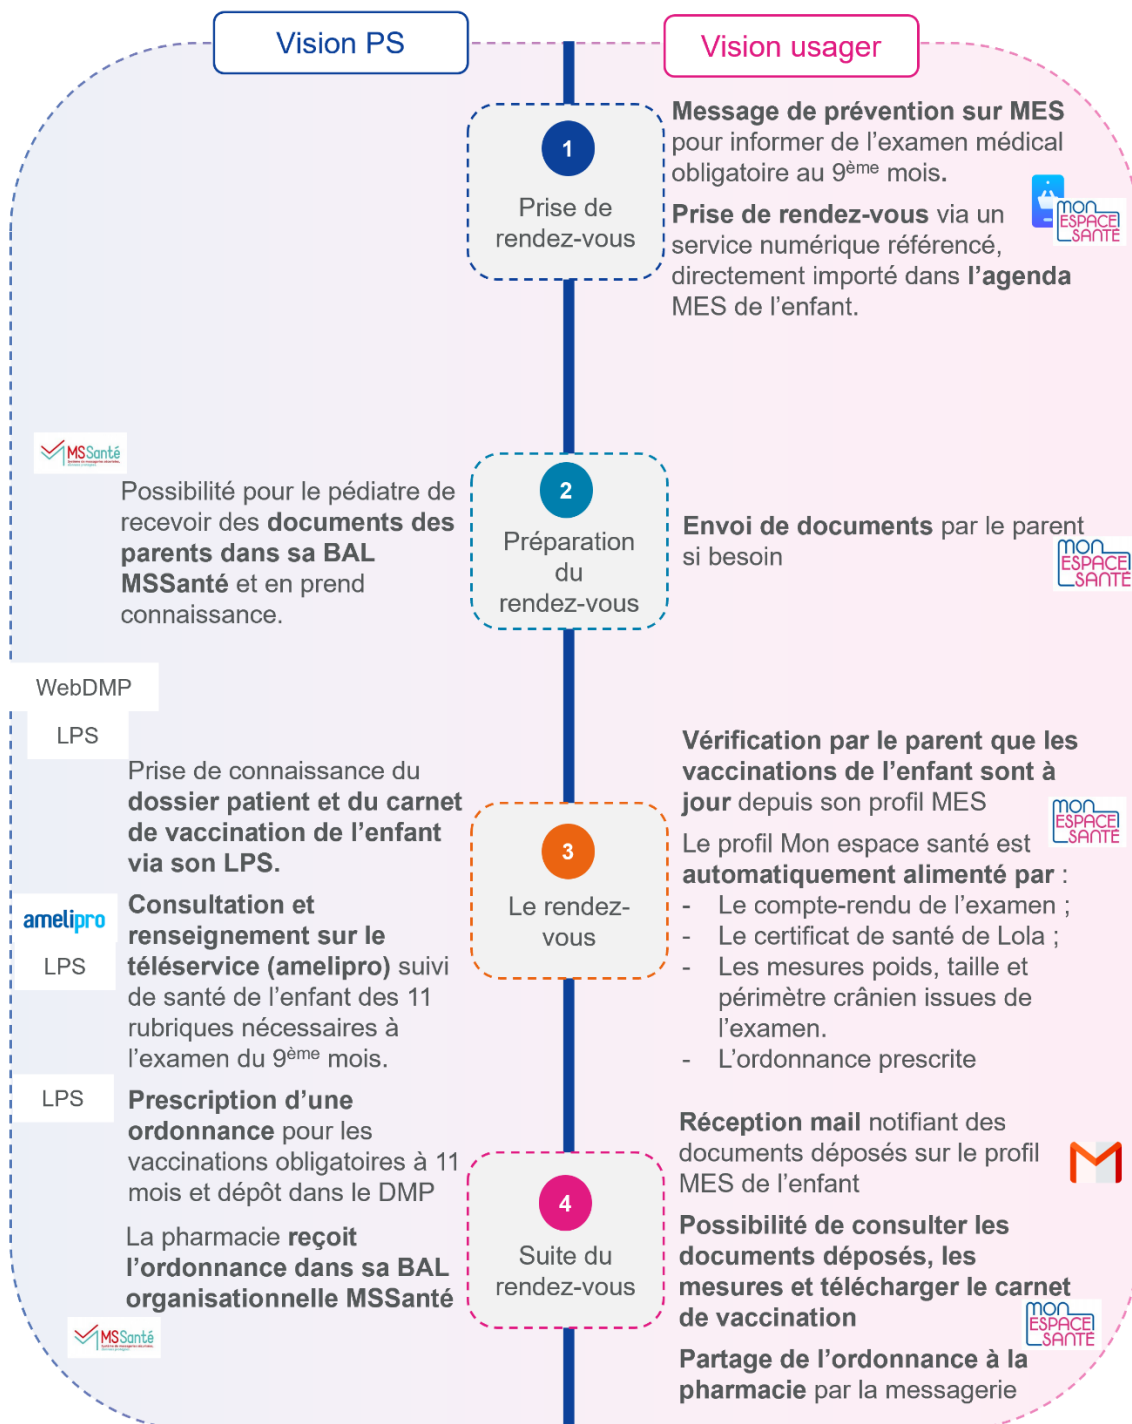 Vision PS
Vision usager
1
Prise de
rendez-vous
Message de prévention sur MES
pour informer de l'examen médical
obligatoire au 9ème mois.
Prise de rendez-vous via un
service numérique référencé,
directement importé dans l'agenda
MES de l'enfant.
mon
ESPACE
SANTÉ
MSSanté
Possibilité pour le pédiatre de
recevoir des documents des
parents dans sa BAL
MSSanté et en prend
connaissance.
2
Préparation
du
rendez-vous
Envoi de documents par le parent
si besoin
mon
ESPACE
SANTÉ
WebDMP
LPS
Prise de connaissance du
dossier patient et du carnet
de vaccination de l'enfant
via son LPS.
amelipro
LPS
Consultation et
renseignement sur le
téléservice (amelipro) suivi
de santé de l'enfant des 11
rubriques nécessaires à
l'examen du 9ème mois.
3
Le rendez-
vous
Vérification par le parent que les
vaccinations de l'enfant sont à
jour depuis son profil MES
mon
ESPACE
SANTÉ
Le profil Mon espace santé est
automatiquement alimenté par :
- Le compte-rendu de l'examen ;
- Le certificat de santé de Lola ;
- Les mesures poids, taille et
périmètre crânien issues de
l'examen.
- L'ordonnance prescrite
LPS
Prescription d'une
ordonnance pour les
vaccinations obligatoires à 11
mois et dépôt dans le DMP
La pharmacie reçoit
l'ordonnance dans sa BAL
organisationnelle MSSanté
MSSanté
4
Suite du
rendez-vous
Réception mail notifiant des
documents déposés sur le profil
MES de l'enfant
Possibilité de consulter les
documents déposés, les
mesures et télécharger le carnet
de vaccination
mon
ESPACE
SANTÉ
Partage de l'ordonnance à la
pharmacie par la messagerie